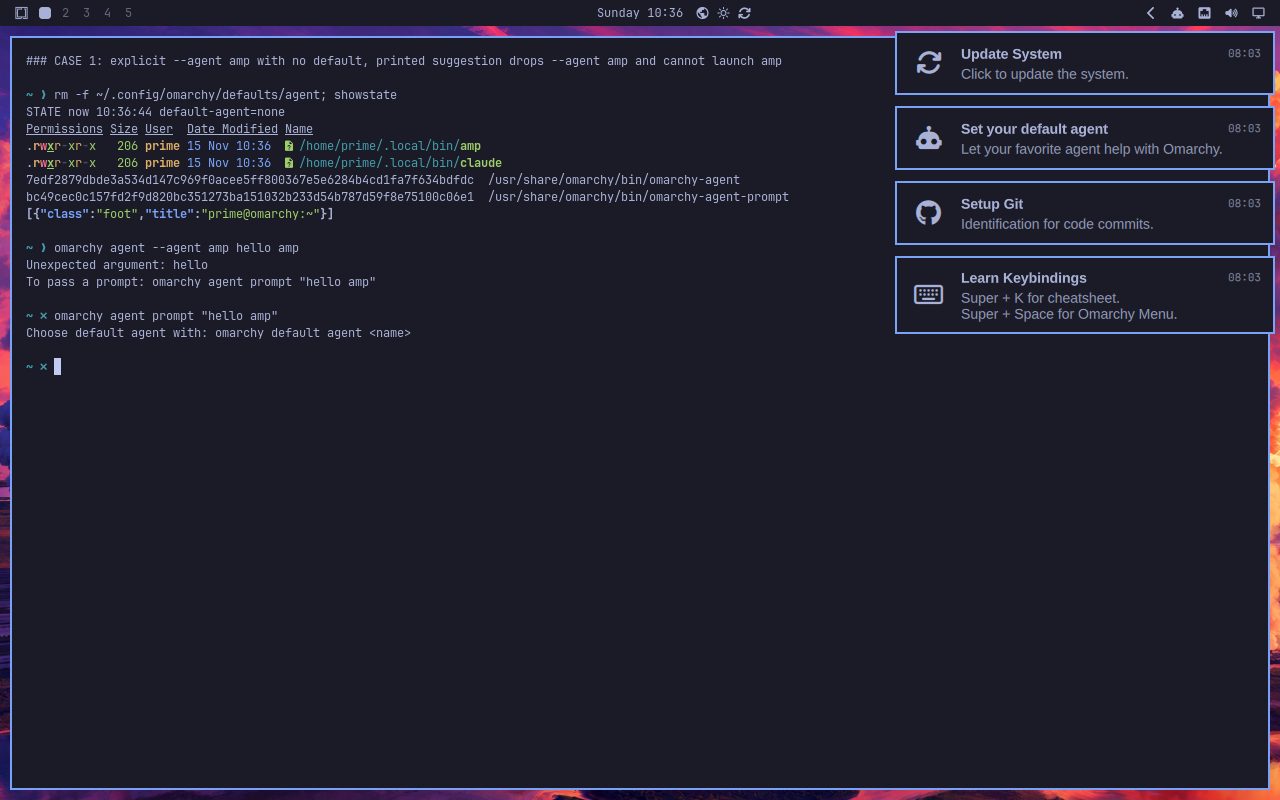 2 3 4 5
Sunday 10:36
### CASE 1: explicit --agent amp with no default, printed suggestion drops --agent amp and cannot launch amp
~ ❯ rm -f ~/.config/omarchy/defaults/agent; showstate
STATE now 10:36:44 default-agent=none
Permissions Size User Date Modified Name
.rwxr-xr-x 206 prime 15 Nov 10:36 /home/prime/.local/bin/amp
.rwxr-xr-x 206 prime 15 Nov 10:36 /home/prime/.local/bin/claude
7edf2879dbde3a534d147c969f0acee5ff800367e5e6284b4cd1fa7f634bdfdc /usr/share/omarchy/bin/omarchy-agent
bc49cec0c157fd2f9d820bc351273ba151032b233d54b787d59f8e75100c06e1 /usr/share/omarchy/bin/omarchy-agent-prompt
[{"class":"foot","title":"prime@omarchy:~"}]
~ ❯ omarchy agent --agent amp hello amp
Unexpected argument: hello
To pass a prompt: omarchy agent prompt "hello amp"
~ × omarchy agent prompt "hello amp"
Choose default agent with: omarchy default agent <name>
~ ×
Update System 08:03
Click to update the system.
Set your default agent 08:03
Let your favorite agent help with Omarchy.
Setup Git 08:03
Identification for code commits.
Learn Keybindings 08:03
Super + K for cheatsheet.
Super + Space for Omarchy Menu.